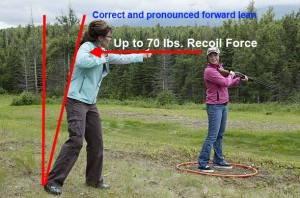 Correct and pronounced forward lean
Up to 70 lbs. Recoil Force